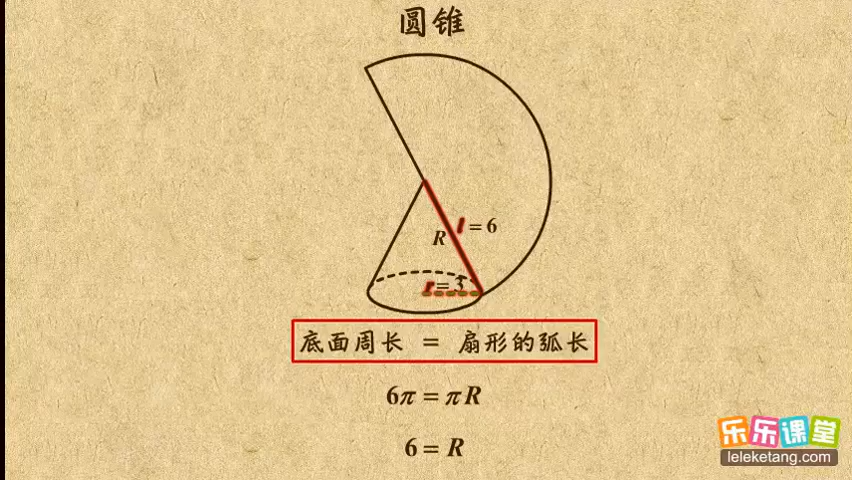 圆锥
l = 6
R
r = 3
底面周长 = 扇形的弧长
6π = πR
6 = R
乐乐课堂
leleketang.com